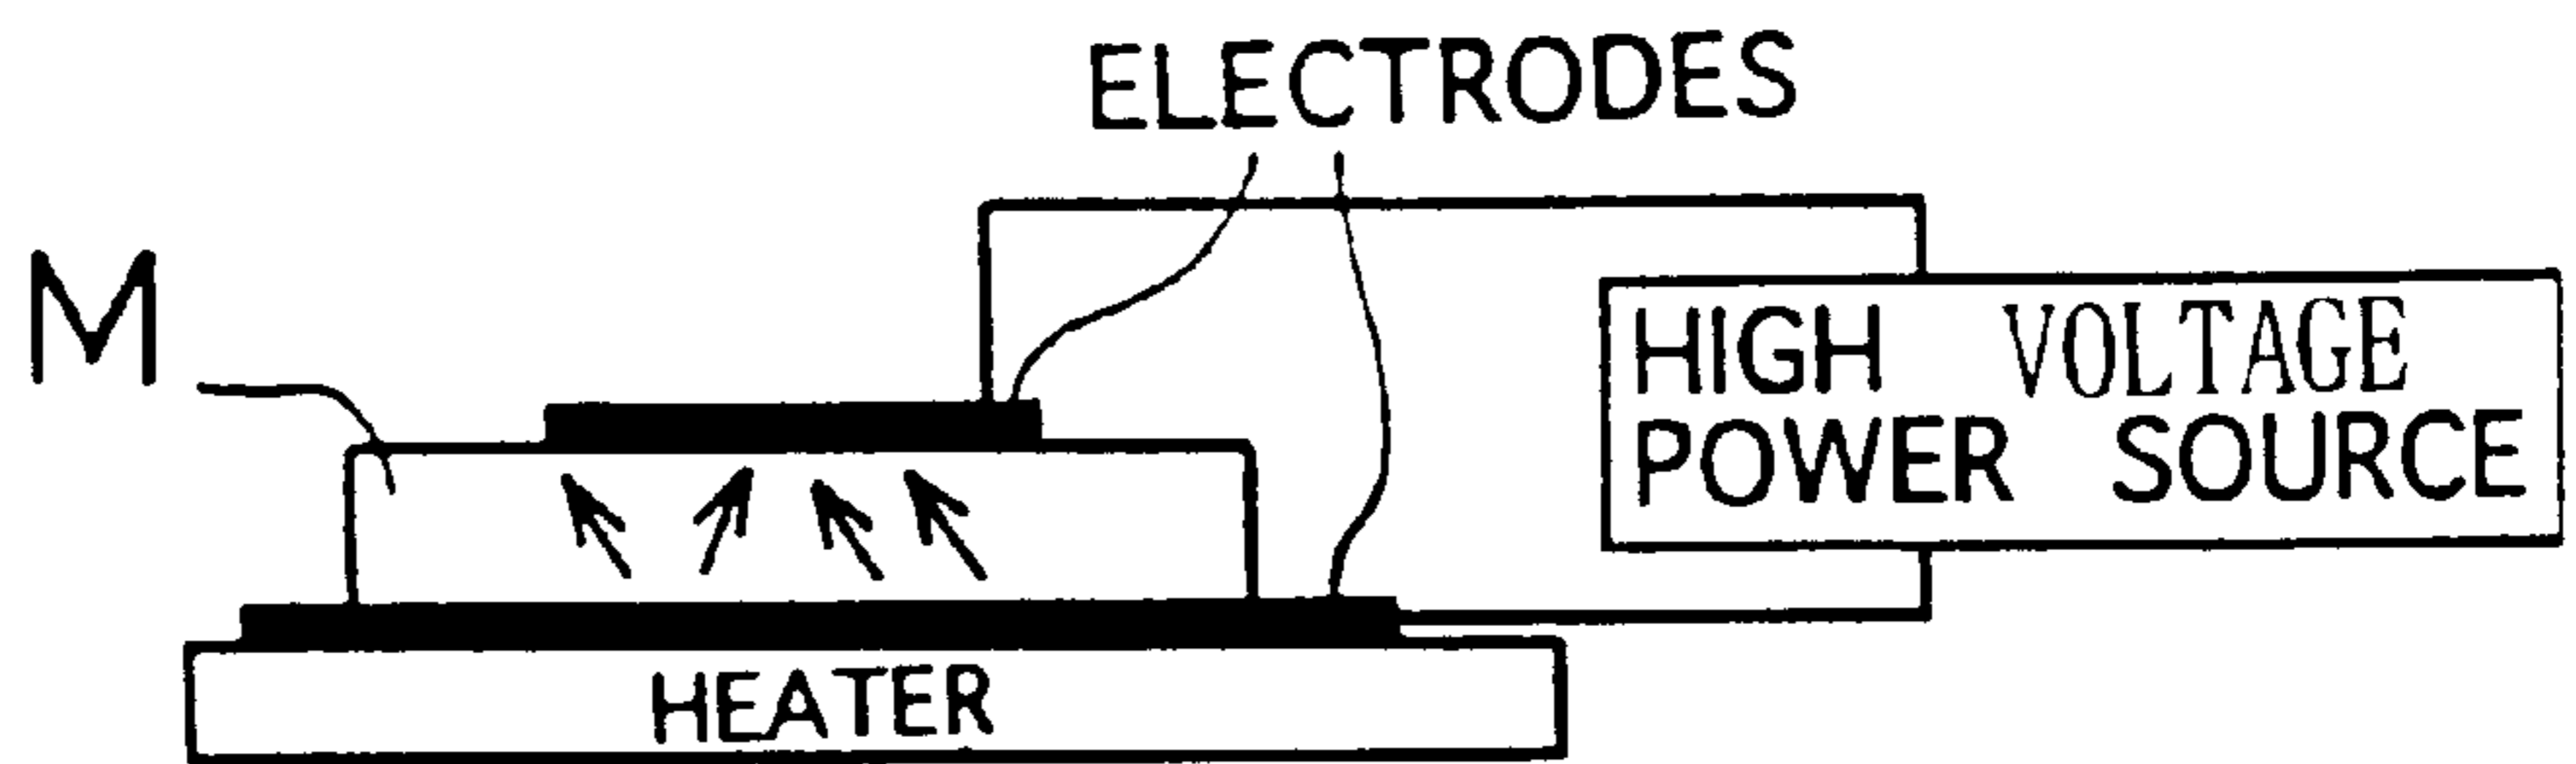 ELECTRODES
M
HIGH VOLTAGE
POWER SOURCE
HEATER